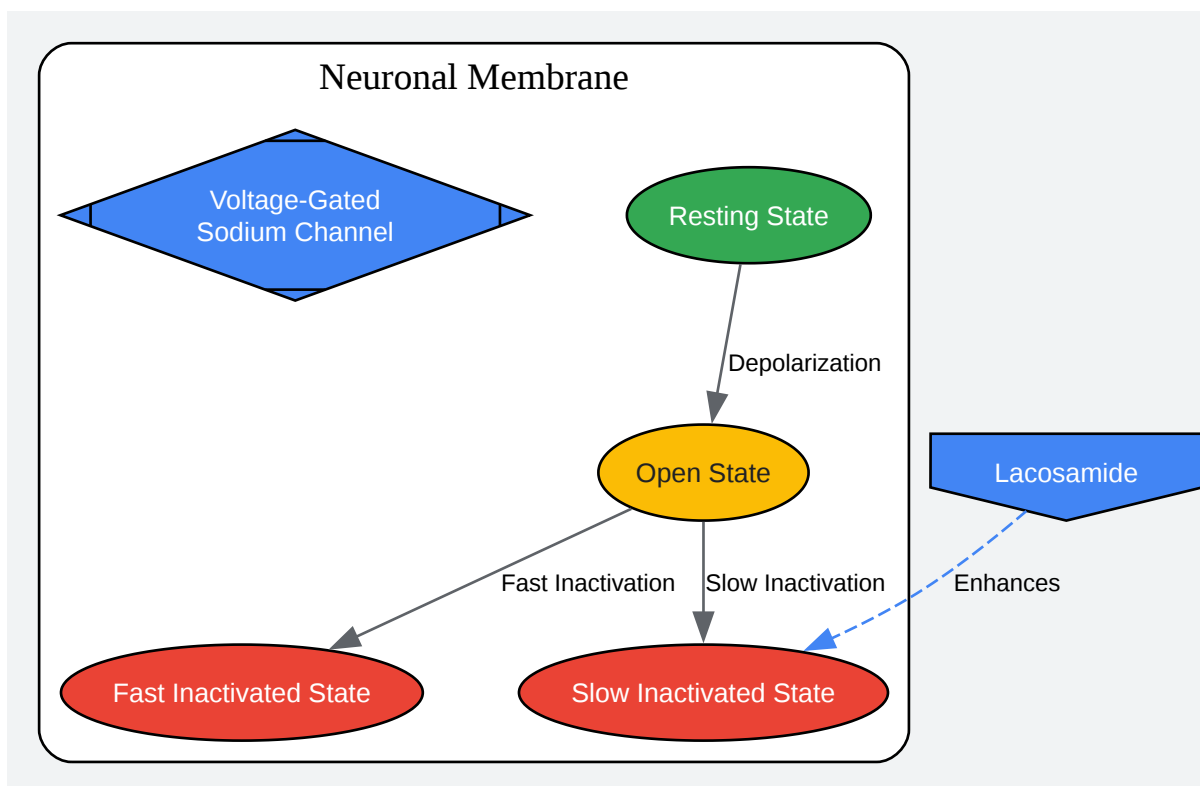 Neuronal Membrane
Voltage-Gated
Sodium Channel
Resting State
Depolarization
Open State
Lacosamide
Fast Inactivation
Slow Inactivation
Enhances
Fast Inactivated State
Slow Inactivated State